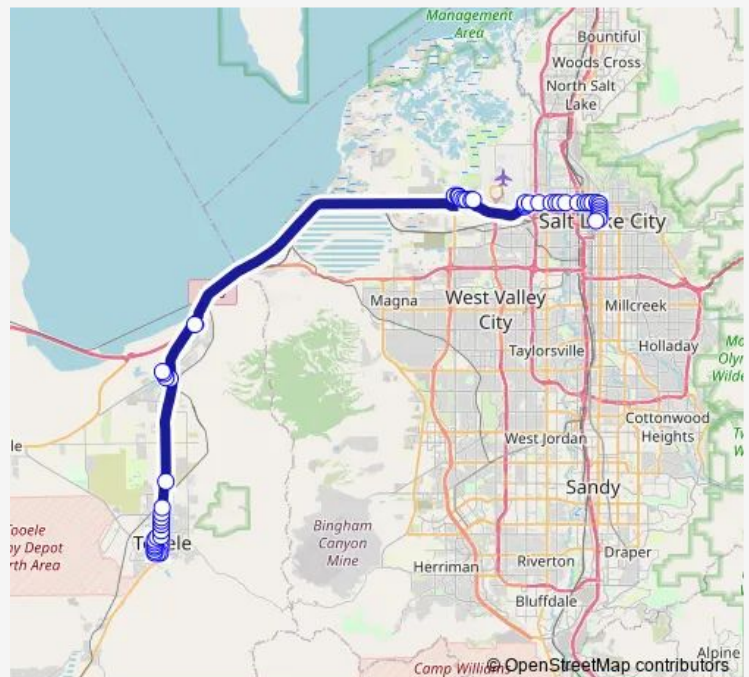 Management
Area
Bountiful
Woods Cross
North Salt
Lake
Salt Lake City
Magna
West Valley
City
Millcreek
Taylorsville
Holladay
Cottonwood
Heights
West Jordan
Sandy
Bingham
Canyon
Mine
Herriman
Riverton
Draper
Bluffdale
Alpine
Camp Williams
© OpenStreetMap contributors